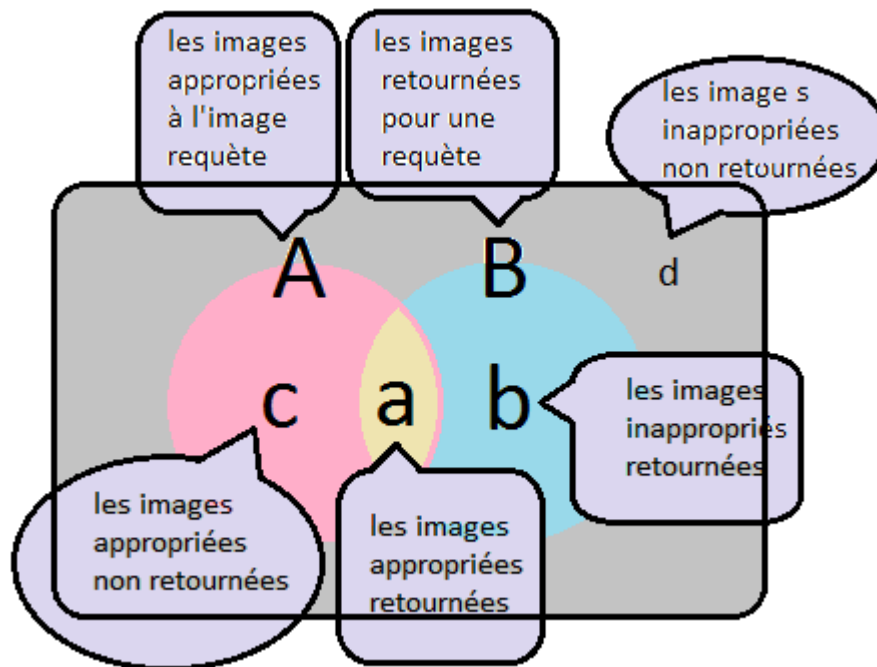 les images
appropriées
à l'image
requète
les images
retournées
pour une
requète
les image s
inappropriées
non retournées
A
B
d
c
a
b
les images
inappropriés
retournées
les images
appropriées
non retournées
les images
appropriées
retournées